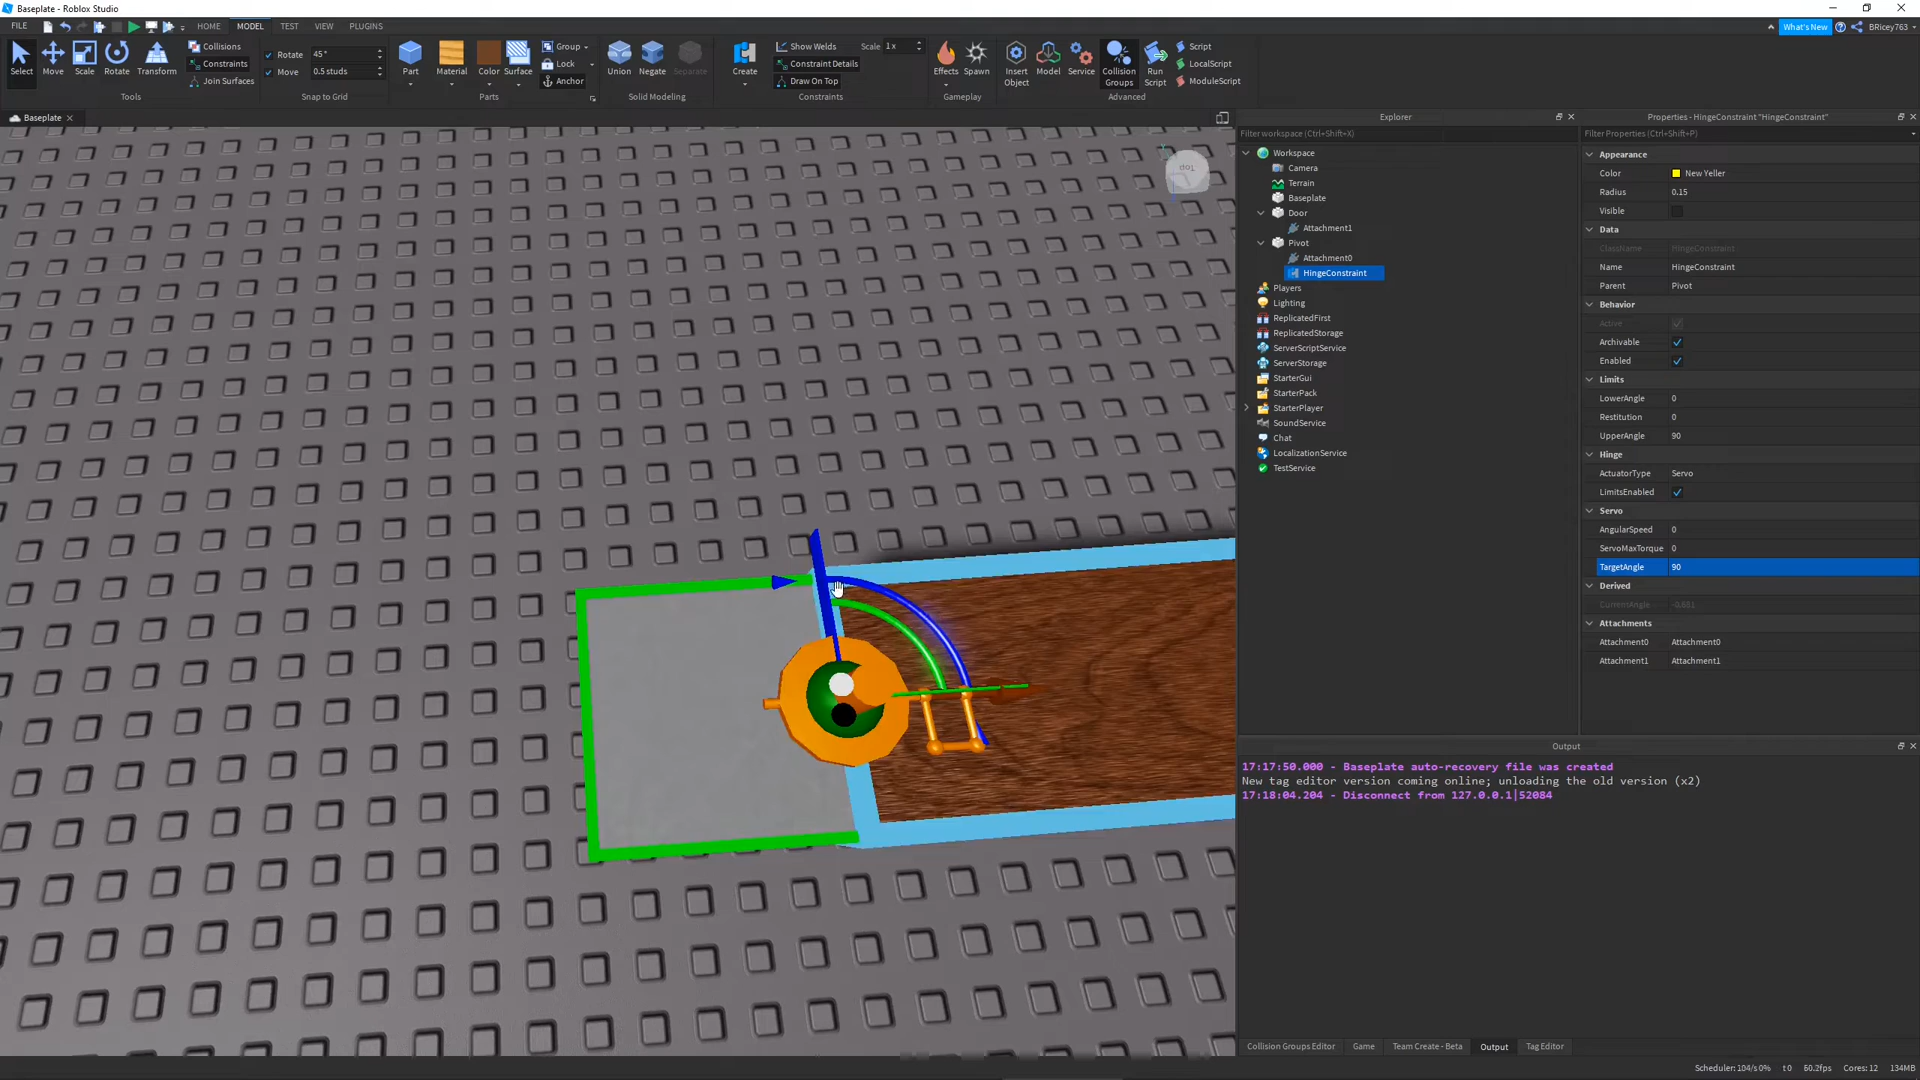 Baseplate - Roblox Studio
FILE HOME MODEL TEST VIEW PLUGINS What's New BRicey763
Select Move Scale Rotate Transform
Collisions
Constraints
Join Surfaces
Tools
Rotate 45°
Move 0.5 studs
Snap to Grid
Part Material Color Surface
Group
Lock
Anchor
Parts
Union Negate Separate
Solid Modeling
Create
Show Welds Scale 1x
Constraint Details
Draw On Top
Constraints
Effects Spawn
Gameplay
Insert Object Model Service Collision Groups Run Script
Script
LocalScript
ModuleScript
Advanced
Baseplate
Top
Explorer
Filter workspace (Ctrl+Shift+X)
Workspace
Camera
Terrain
Baseplate
Door
Attachment1
Pivot
Attachment0
HingeConstraint
Players
Lighting
ReplicatedFirst
ReplicatedStorage
ServerScriptService
ServerStorage
StarterGui
StarterPack
StarterPlayer
SoundService
Chat
LocalizationService
TestService
Properties - HingeConstraint "HingeConstraint"
Filter Properties (Ctrl+Shift+P)
Appearance
Color New Yeller
Radius 0.15
Visible
Data
ClassName HingeConstraint
Name HingeConstraint
Parent Pivot
Behavior
Active
Archivable
Enabled
Limits
LowerAngle 0
Restitution 0
UpperAngle 90
Hinge
ActuatorType Servo
LimitsEnabled
Servo
AngularSpeed 0
ServoMaxTorque 0
TargetAngle 90
Derived
CurrentAngle -0.661
Attachments
Attachment0 Attachment0
Attachment1 Attachment1
Output
17:17:50.000 - Baseplate auto-recovery file was created
New tag editor version coming online; unloading the old version (x2)
17:18:04.204 - Disconnect from 127.0.0.1|52084
Collision Groups Editor Game Team Create - Beta Output Tag Editor
Scheduler: 104/s 0% t 0 60.2fps Cores: 12 134MB